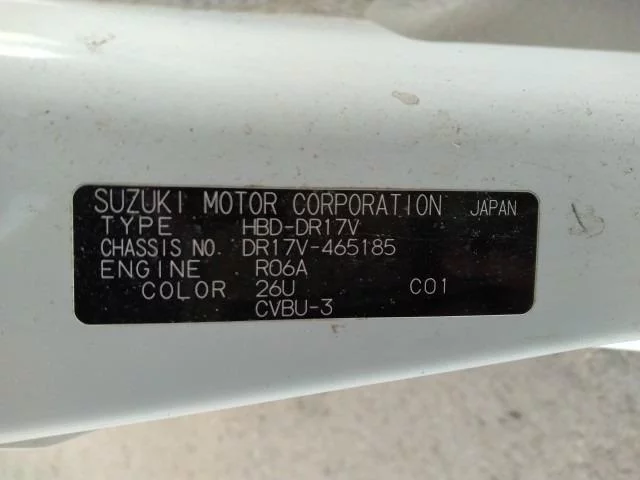 SUZUKI MOTOR CORPORATION JAPAN
TYPE HBD-DR17V
CHASSIS NO. DR17V-465185
ENGINE R06A
COLOR 26U C01
CVBU-3